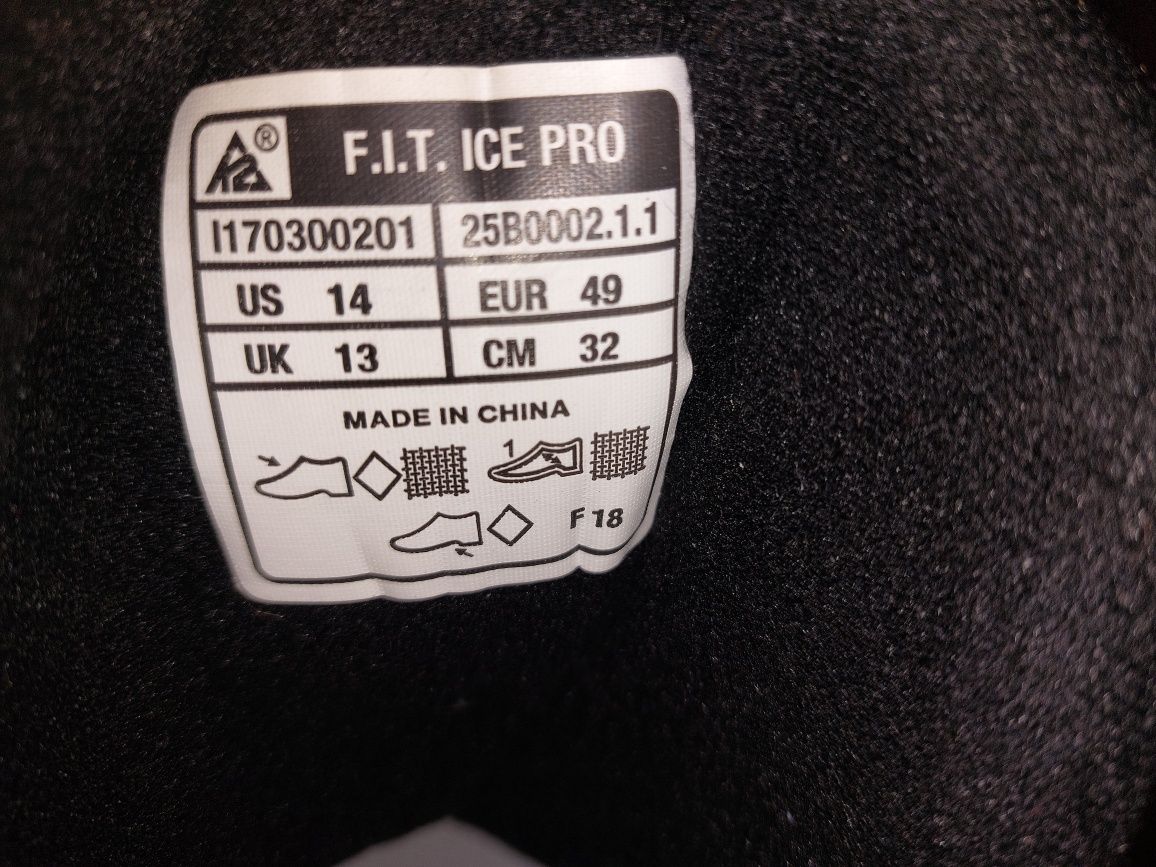 K2® F.I.T. ICE PRO
I170300201 25B0002.1.1
US 14 EUR 49
UK 13 CM 32
MADE IN CHINA
1
F 18